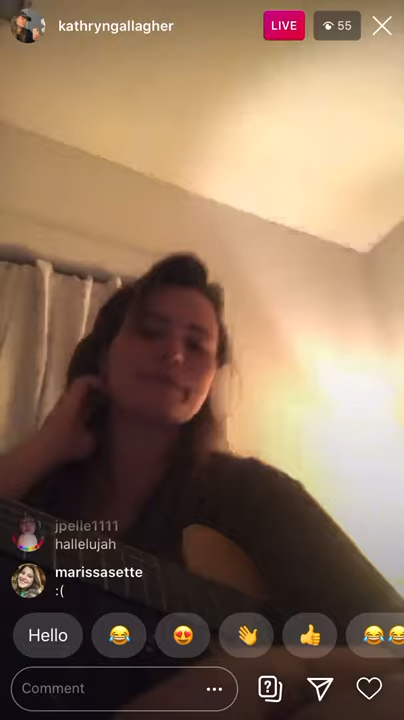 kathryngallagher
LIVE
55
jpelle1111
hallelujah
marissasette
:(
Hello
Comment